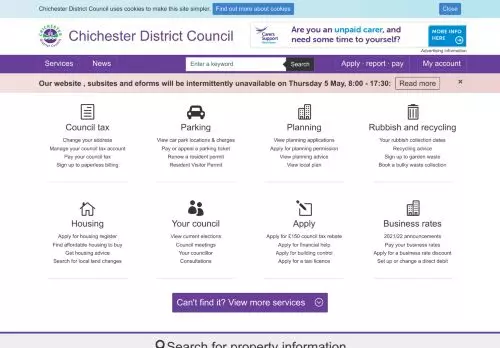 Chichester District Council uses cookies to make this site simpler. Find out more about cookies Close
CHICHESTER
Chichester District Council
Carers Support
Are you an unpaid carer, and
need some time to yourself?
MORE INFO
HERE
Advertising information
Services News Enter a keyword Search Apply · report · pay My account
Our website , subsites and eforms will be intermittently unavailable on Thursday 5 May, 8:00 - 17:30: Read more ×
Council tax
Change your address
Manage your council tax account
Pay your council tax
Sign up to paperless billing
Parking
View car park locations & charges
Pay or appeal a parking ticket
Renew a resident permit
Resident Visitor Permit
Planning
View planning applications
Apply for planning permission
View planning advice
View local plan
Rubbish and recycling
Your rubbish collection dates
Recycling advice
Sign up to garden waste
Book a bulky waste collection
Housing
Apply for housing register
Find affordable housing to buy
Get housing advice
Search for local land changes
Your council
View current elections
Council meetings
Your councillor
Consultations
Apply
Apply for £150 council tax rebate
Apply for financial help
Apply for building control
Apply for a taxi licence
Business rates
2021/22 announcements
Pay your business rates
Apply for a business rate discount
Set up or change a direct debit
Can't find it? View more services
Search for property information